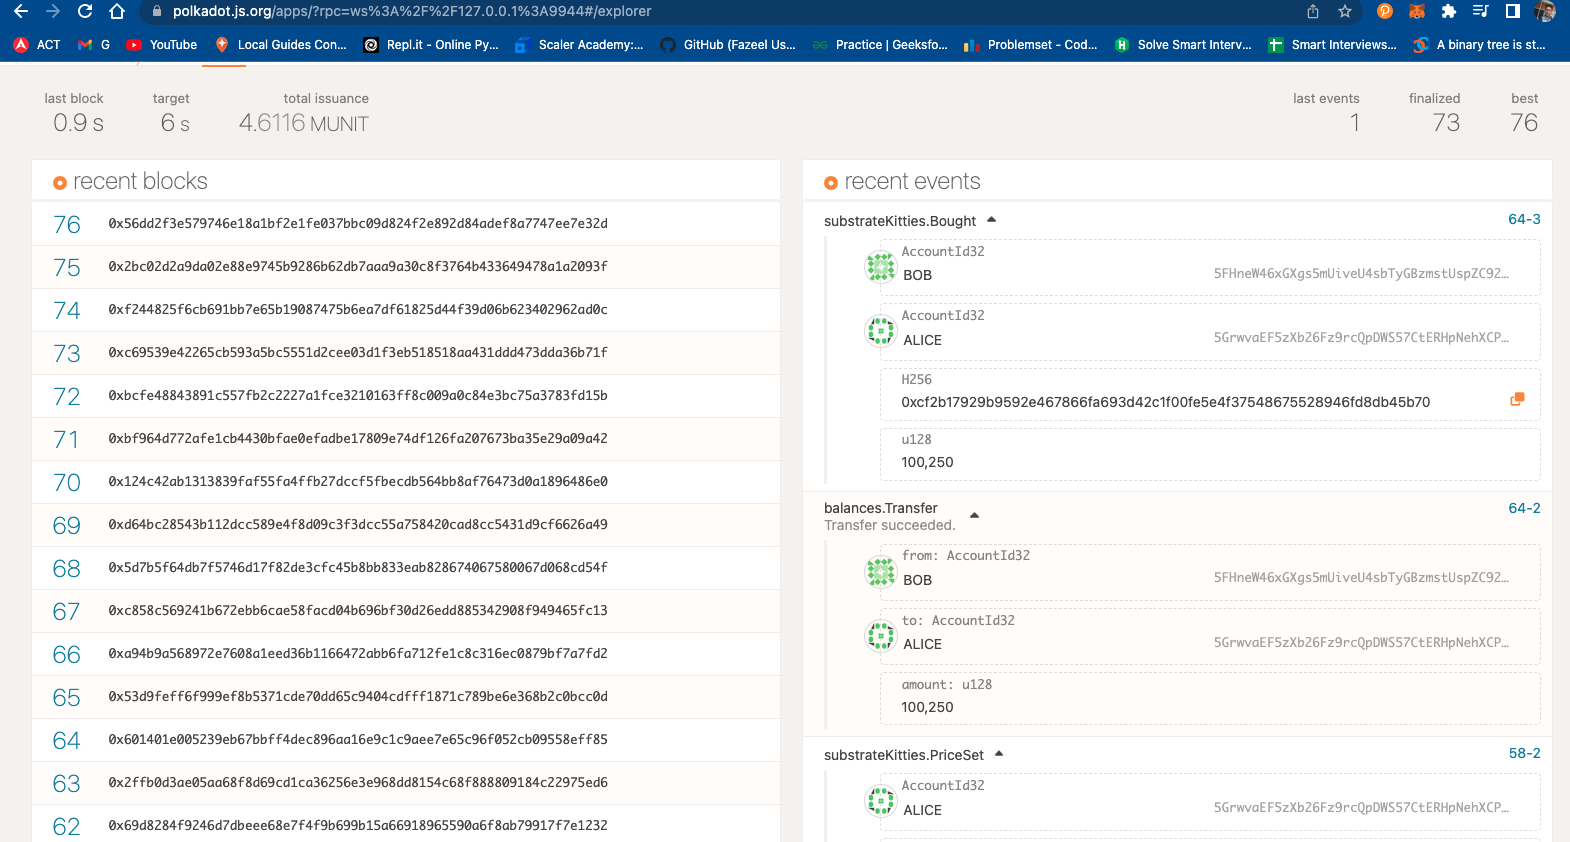 polkadot.js.org/apps/?rpc=ws%3A%2F%2F127.0.0.1%3A9944#/explorer
ACT
G
YouTube
Local Guides Con...
Repl.it - Online Py...
Scaler Academy:...
GitHub (Fazeel Us...
Practice | Geeksfo...
Problemset - Cod...
Solve Smart Interv...
Smart Interviews...
A binary tree is st...
last block
0.9 s
target
6 s
total issuance
4.6116 MUNIT
last events
1
finalized
73
best
76
recent blocks
76 0x56dd2f3e579746e18a1bf2e1fe037bbc09d824f2e892d84adef8a7747ee7e32d
75 0x2bc02d2a9da02e88e9745b9286b62db7aaa9a30c8f3764b433649478a1a2093f
74 0xf244825f6cb691bb7e65b19087475b6ea7df61825d44f39d06b623402962ad0c
73 0xc69539e42265cb593a5bc5551d2cee03d1f3eb518518aa431ddd473dda36b71f
72 0xbcfe48843891c557fb2c2227a1fce3210163ff8c009a0c84e3bc75a3783fd15b
71 0xbf964d772afe1cb4430bfae0efadbe17809e74df126fa207673ba35e29a09a42
70 0x124c42ab1313839faf55fa4ffb27dccf5fbecdb564bb8af76473d0a1896486e0
69 0xd64bc28543b112dcc589e4f8d09c3f3dcc55a758420cad8cc5431d9cf6626a49
68 0x5d7b5f64db7f5746d17f82de3cfc45b8bb833eab828674067580067d068cd54f
67 0xc858c569241b672ebb6cae58facd04b696bf30d26edd885342908f949465fc13
66 0xa94b9a568972e7608a1eed36b1166472abb6fa712fe1c8c316ec0879bf7a7fd2
65 0x53d9feff6f999ef8b5371cde70dd65c9404cdfff1871c789be6e368b2c0bcc0d
64 0x601401e005239eb67bbff4dec896aa16e9c1c9aee7e65c96f052cb09558eff85
63 0x2ffb0d3ae05aa68f8d69cd1ca36256e3e968dd8154c68f888809184c22975ed6
62 0x69d8284f9246d7dbeee68e7f4f9b699b15a66918965590a6f8ab79917f7e1232
recent events
substrateKitties.Bought 64-3
AccountId32
BOB 5FHneW46xGXgs5mUiveU4sbTyGBzmstUspZC92...
AccountId32
ALICE 5GrwvaEF5zXb26Fz9rcQpDWS57CtERHpNehXCP...
H256
0xcf2b17929b9592e467866fa693d42c1f00fe5e4f37548675528946fd8db45b70
u128
100,250
balances.Transfer 64-2
Transfer succeeded.
from: AccountId32
BOB 5FHneW46xGXgs5mUiveU4sbTyGBzmstUspZC92...
to: AccountId32
ALICE 5GrwvaEF5zXb26Fz9rcQpDWS57CtERHpNehXCP...
amount: u128
100,250
substrateKitties.PriceSet 58-2
AccountId32
ALICE 5GrwvaEF5zXb26Fz9rcQpDWS57CtERHpNehXCP...